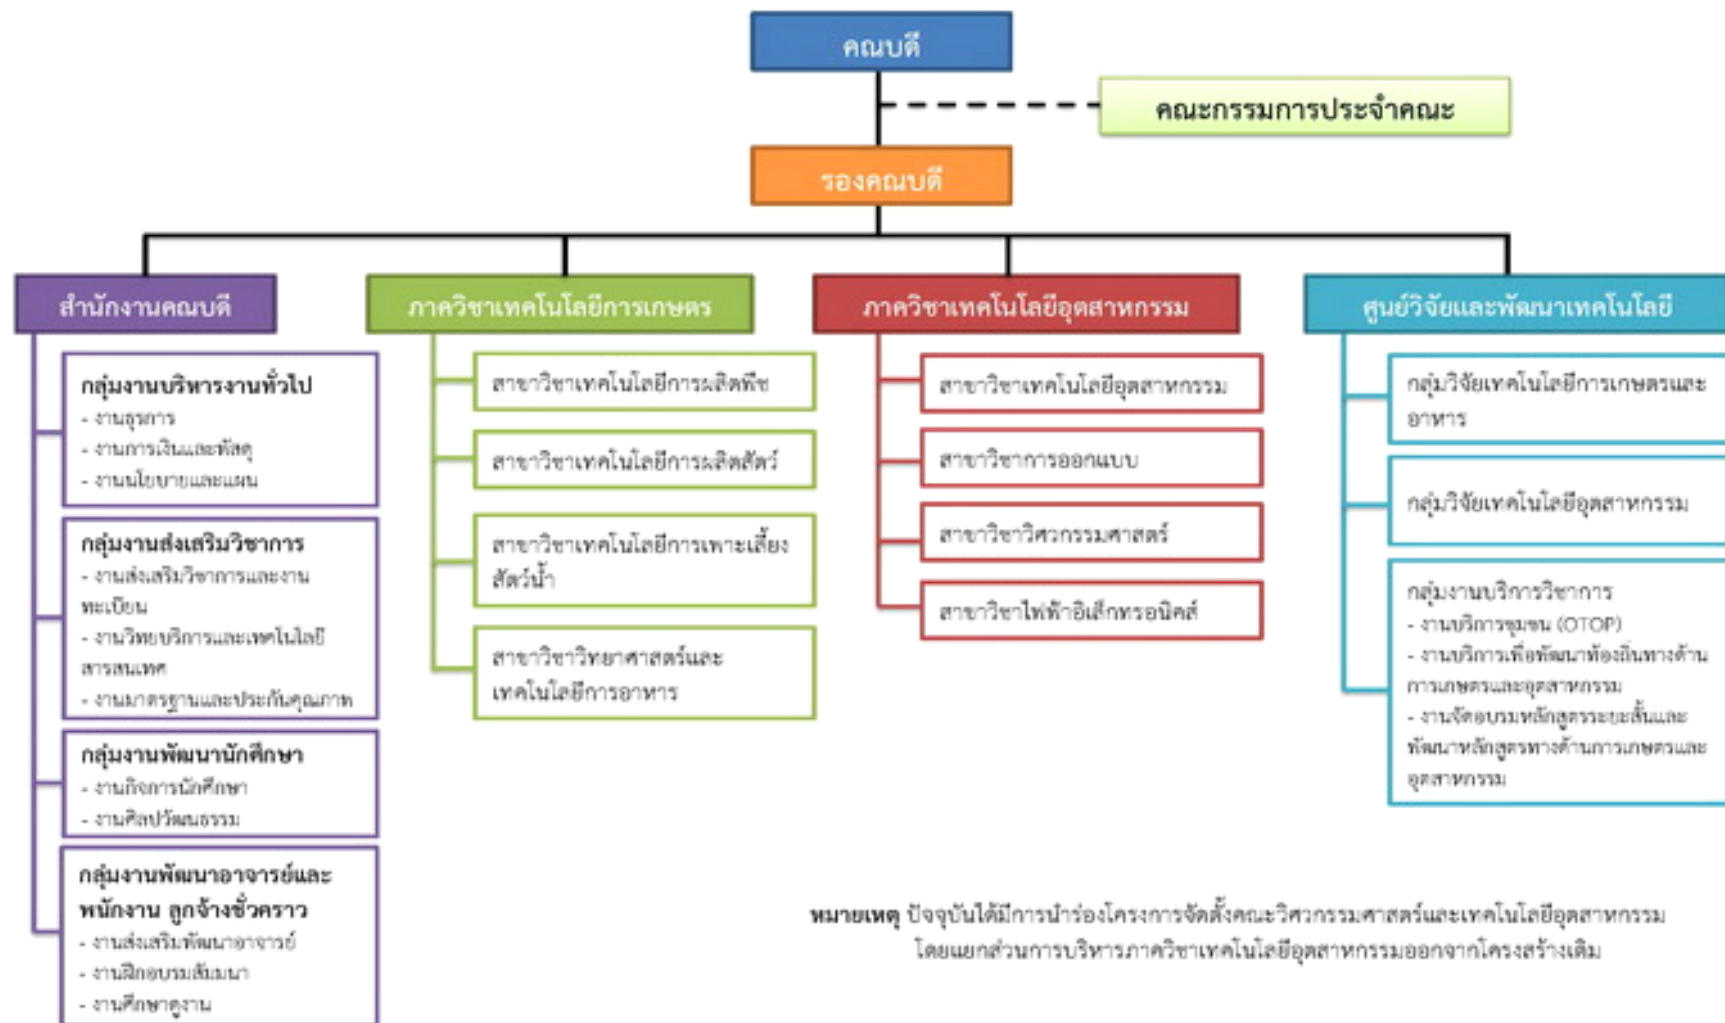 คณบดี
คณะกรรมการประจำคณะ
รองคณบดี
สำนักงานคณบดี
กลุ่มงานบริหารงานทั่วไป
- งานธุรการ
- งานการเงินและพัสดุ
- งานนโยบายและแผน
กลุ่มงานส่งเสริมวิชาการ
- งานส่งเสริมวิชาการและงาน
ทะเบียน
- งานวิทยบริการและเทคโนโลยี
สารสนเทศ
- งานมาตรฐานและประกันคุณภาพ
กลุ่มงานพัฒนานักศึกษา
- งานกิจการนักศึกษา
- งานศิลปวัฒนธรรม
กลุ่มงานพัฒนาอาจารย์และ
พนักงาน ลูกจ้างชั่วคราว
- งานส่งเสริมพัฒนาอาจารย์
- งานฝึกอบรมสัมมนา
- งานศึกษาดูงาน
ภาควิชาเทคโนโลยีการเกษตร
สาขาวิชาเทคโนโลยีการผลิตพืช
สาขาวิชาเทคโนโลยีการผลิตสัตว์
สาขาวิชาเทคโนโลยีการเพาะเลี้ยง
สัตว์น้ำ
สาขาวิชาวิทยาศาสตร์และ
เทคโนโลยีการอาหาร
ภาควิชาเทคโนโลยีอุตสาหกรรม
สาขาวิชาเทคโนโลยีอุตสาหกรรม
สาขาวิชาการออกแบบ
สาขาวิชาวิศวกรรมศาสตร์
สาขาวิชาไฟฟ้าอิเล็กทรอนิคส์
ศูนย์วิจัยและพัฒนาเทคโนโลยี
กลุ่มวิจัยเทคโนโลยีการเกษตรและ
อาหาร
กลุ่มวิจัยเทคโนโลยีอุตสาหกรรม
กลุ่มงานบริการวิชาการ
- งานบริการชุมชน (OTOP)
- งานบริการเพื่อพัฒนาท้องถิ่นทางด้าน
การเกษตรและอุตสาหกรรม
- งานจัดอบรมหลักสูตรระยะสั้นและ
พัฒนาหลักสูตรทางด้านการเกษตรและ
อุตสาหกรรม
หมายเหตุ ปัจจุบันได้มีการนำร่องโครงการจัดตั้งคณะวิศวกรรมศาสตร์และเทคโนโลยีอุตสาหกรรม
โดยแยกส่วนการบริหารภาควิชาเทคโนโลยีอุตสาหกรรมออกจากโครงสร้างเดิม